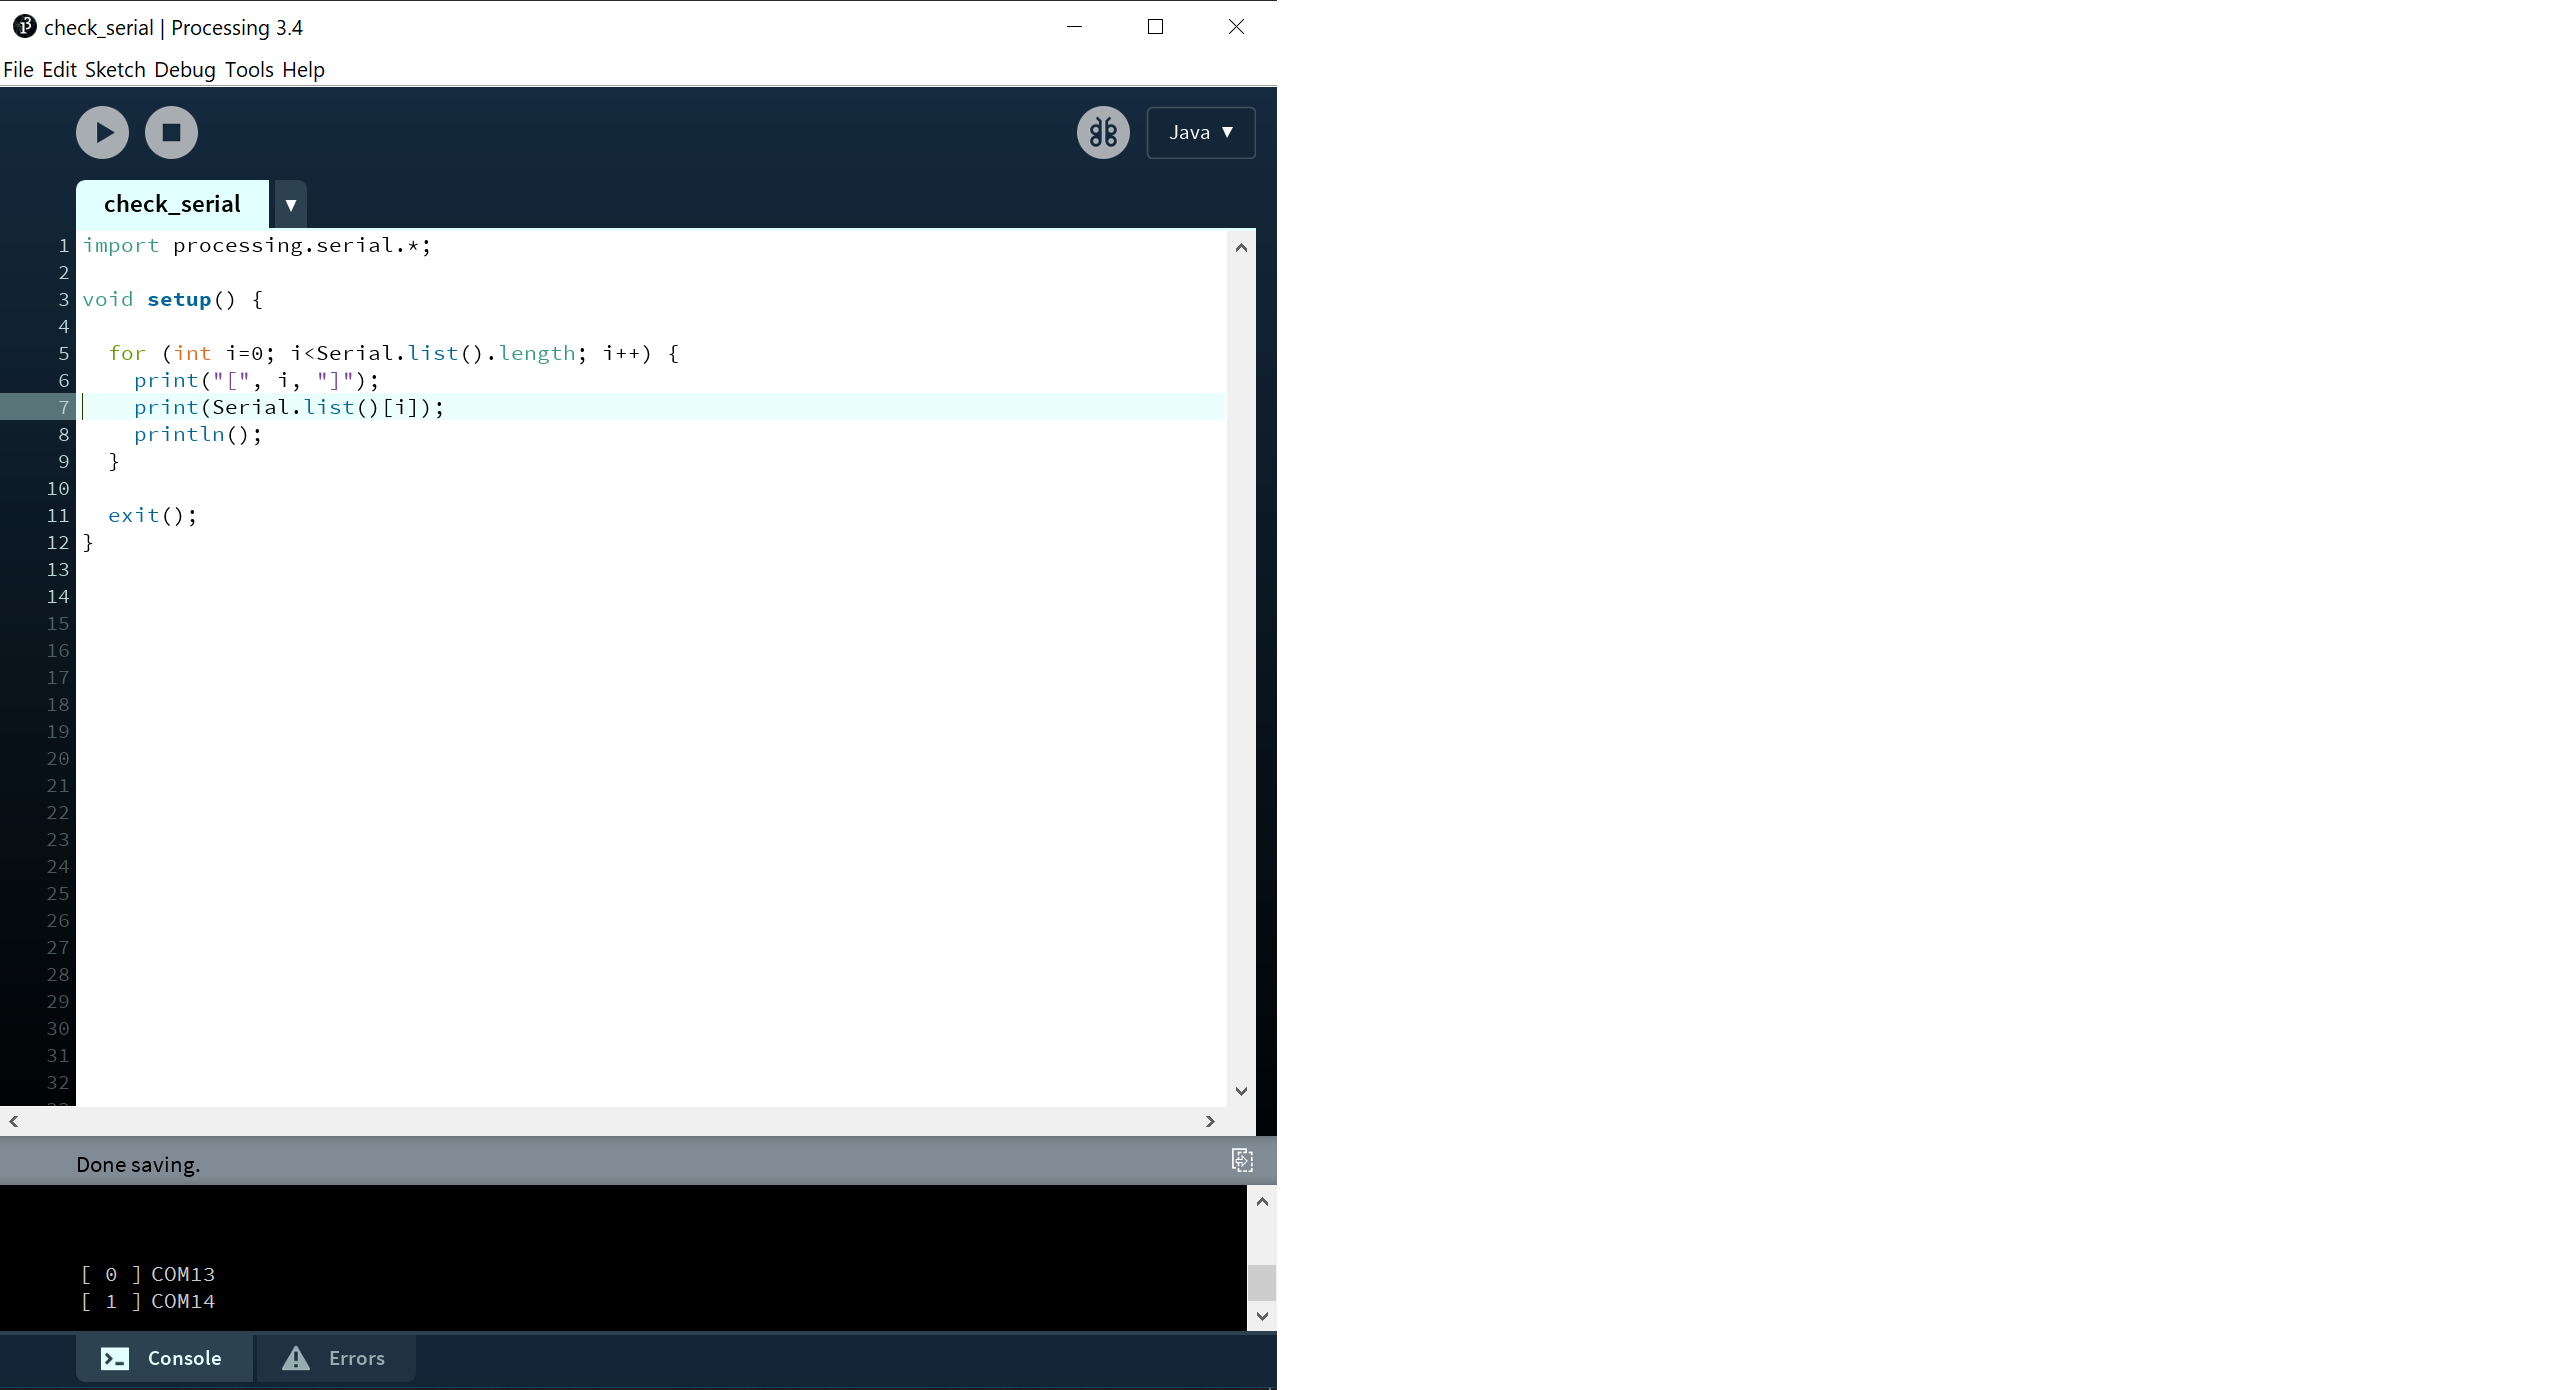 check_serial | Processing 3.4
File Edit Sketch Debug Tools Help
Java ▼
check_serial ▼
1 import processing.serial.*;
2
3 void setup() {
4
5   for (int i=0; i<Serial.list().length; i++) {
6     print("[", i, "]");
7     print(Serial.list()[i]);
8     println();
9   }
10
11   exit();
12 }
13
14
15
16
17
18
19
20
21
22
23
24
25
26
27
28
29
30
31
32
Done saving.
[ 0 ] COM13
[ 1 ] COM14
Console Errors